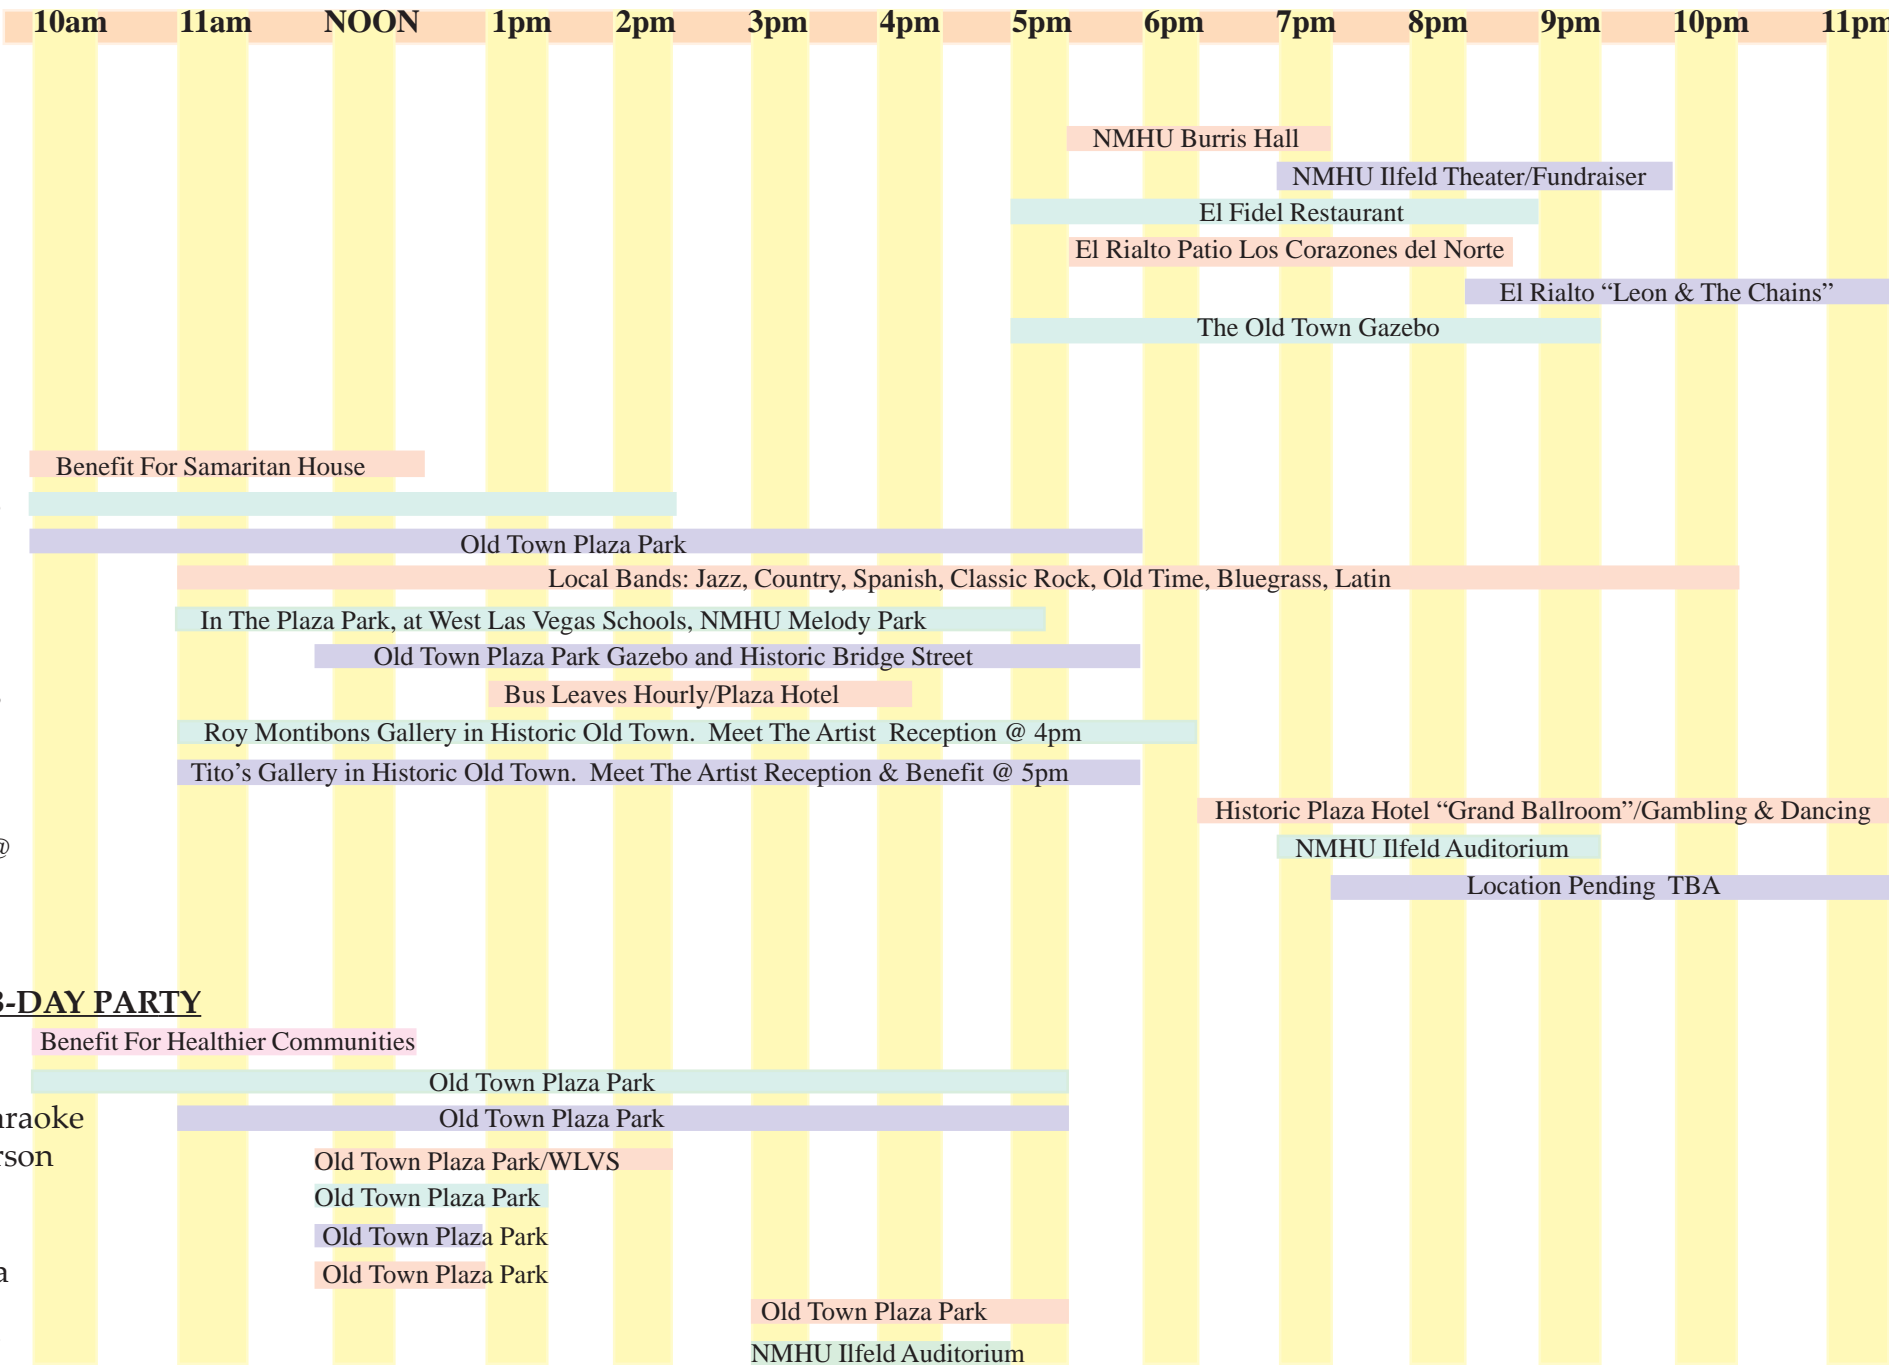 10am 11am NOON 1pm 2pm 3pm 4pm 5pm 6pm 7pm 8pm 9pm 10pm 11pm
NMHU Burris Hall
NMHU Ilfeld Theater/Fundraiser
El Fidel Restaurant
El Rialto Patio Los Corazones del Norte
El Rialto “Leon & The Chains”
The Old Town Gazebo
Benefit For Samaritan House
Old Town Plaza Park
Local Bands: Jazz, Country, Spanish, Classic Rock, Old Time, Bluegrass, Latin
In The Plaza Park, at West Las Vegas Schools, NMHU Melody Park
Old Town Plaza Park Gazebo and Historic Bridge Street
Bus Leaves Hourly/Plaza Hotel
Roy Montibons Gallery in Historic Old Town. Meet The Artist Reception @ 4pm
Tito’s Gallery in Historic Old Town. Meet The Artist Reception & Benefit @ 5pm
Historic Plaza Hotel “Grand Ballroom”/Gambling & Dancing
@ NMHU Ilfeld Auditorium
Location Pending TBA
3-DAY PARTY
Benefit For Healthier Communities
Old Town Plaza Park
araoke Old Town Plaza Park
rson Old Town Plaza Park/WLVS
Old Town Plaza Park
Old Town Plaza Park
a Old Town Plaza Park
Old Town Plaza Park
NMHU Ilfeld Auditorium